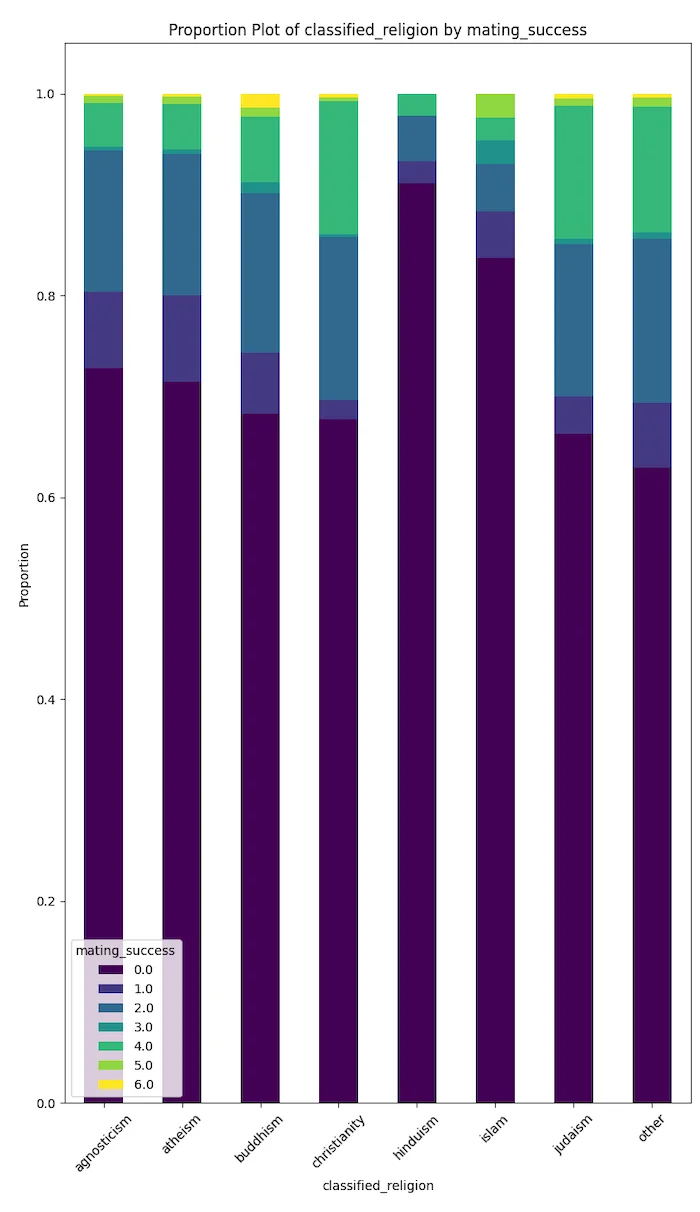 Proportion Plot of classified_religion by mating_success
1.0
0.8
0.6
0.4
0.2
0.0
Proportion
mating_success
0.0
1.0
2.0
3.0
4.0
5.0
6.0
agnosticism
atheism
buddhism
christianity
hinduism
islam
judaism
other
classified_religion